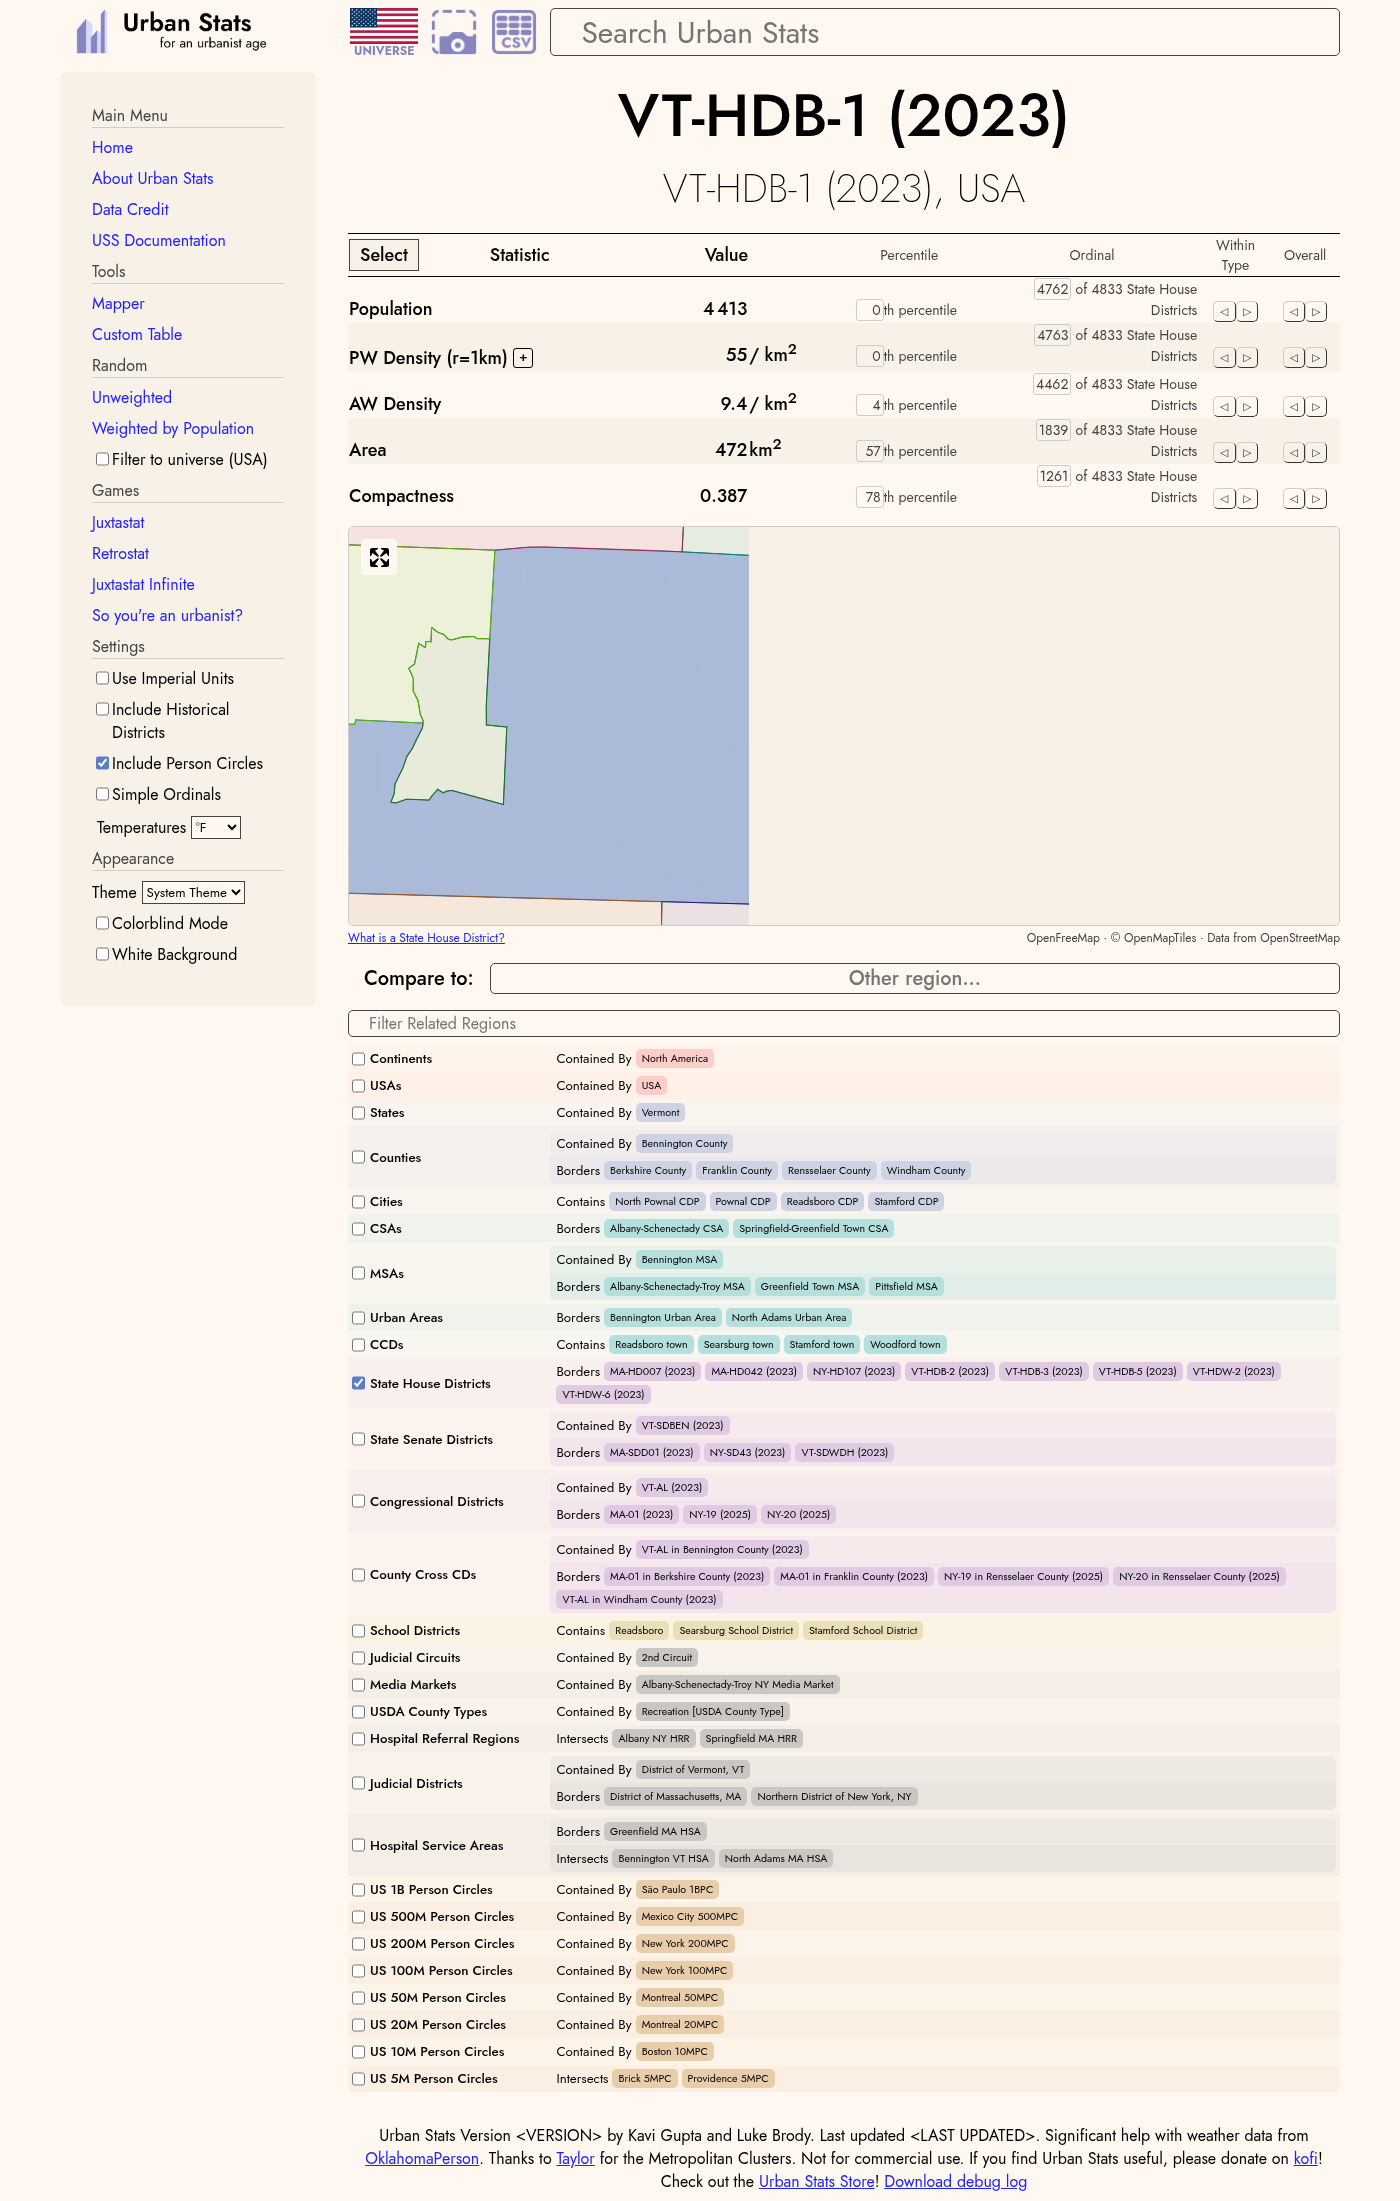 Urban Stats
for an urbanist age
UNIVERSE
CSV
Search Urban Stats
Main Menu
Home
About Urban Stats
Data Credit
USS Documentation
Tools
Mapper
Custom Table
Random
Unweighted
Weighted by Population
Filter to universe (USA)
Games
Juxtastat
Retrostat
Juxtastat Infinite
So you're an urbanist?
Settings
Use Imperial Units
Include Historical
Districts
Include Person Circles
Simple Ordinals
Temperatures °F
Appearance
Theme System Theme
Colorblind Mode
White Background
VT-HDB-1 (2023)
VT-HDB-1 (2023), USA
Select Statistic Value Percentile Ordinal Within Type Overall
Population 4 413 0th percentile 4762 of 4833 State House Districts
PW Density (r=1km) + 55 / km2 0th percentile 4763 of 4833 State House Districts
AW Density 9.4 / km2 4th percentile 4462 of 4833 State House Districts
Area 472 km2 57th percentile 1839 of 4833 State House Districts
Compactness 0.387 78th percentile 1261 of 4833 State House Districts
What is a State House District? OpenFreeMap · © OpenMapTiles · Data from OpenStreetMap
Compare to: Other region...
Filter Related Regions
Continents Contained By North America
USAs Contained By USA
States Contained By Vermont
Counties Contained By Bennington County
Borders Berkshire County Franklin County Rensselaer County Windham County
Cities Contains North Pownal CDP Pownal CDP Readsboro CDP Stamford CDP
CSAs Borders Albany-Schenectady CSA Springfield-Greenfield Town CSA
MSAs Contained By Bennington MSA
Borders Albany-Schenectady-Troy MSA Greenfield Town MSA Pittsfield MSA
Urban Areas Borders Bennington Urban Area North Adams Urban Area
CCDs Contains Readsboro town Searsburg town Stamford town Woodford town
State House Districts Borders MA-HD007 (2023) MA-HD042 (2023) NY-HD107 (2023) VT-HDB-2 (2023) VT-HDB-3 (2023) VT-HDB-5 (2023) VT-HDW-2 (2023)
VT-HDW-6 (2023)
State Senate Districts Contained By VT-SDBEN (2023)
Borders MA-SDD01 (2023) NY-SD43 (2023) VT-SDWDH (2023)
Congressional Districts Contained By VT-AL (2023)
Borders MA-01 (2023) NY-19 (2025) NY-20 (2025)
County Cross CDs Contained By VT-AL in Bennington County (2023)
Borders MA-01 in Berkshire County (2023) MA-01 in Franklin County (2023) NY-19 in Rensselaer County (2025) NY-20 in Rensselaer County (2025)
VT-AL in Windham County (2023)
School Districts Contains Readsboro Searsburg School District Stamford School District
Judicial Circuits Contained By 2nd Circuit
Media Markets Contained By Albany-Schenectady-Troy NY Media Market
USDA County Types Contained By Recreation [USDA County Type]
Hospital Referral Regions Intersects Albany NY HRR Springfield MA HRR
Judicial Districts Contained By District of Vermont, VT
Borders District of Massachusetts, MA Northern District of New York, NY
Hospital Service Areas Borders Greenfield MA HSA
Intersects Bennington VT HSA North Adams MA HSA
US 1B Person Circles Contained By São Paulo 1BPC
US 500M Person Circles Contained By Mexico City 500MPC
US 200M Person Circles Contained By New York 200MPC
US 100M Person Circles Contained By New York 100MPC
US 50M Person Circles Contained By Montreal 50MPC
US 20M Person Circles Contained By Montreal 20MPC
US 10M Person Circles Contained By Boston 10MPC
US 5M Person Circles Intersects Brick 5MPC Providence 5MPC
Urban Stats Version <VERSION> by Kavi Gupta and Luke Brody. Last updated <LAST UPDATED>. Significant help with weather data from
OklahomaPerson. Thanks to Taylor for the Metropolitan Clusters. Not for commercial use. If you find Urban Stats useful, please donate on kofi!
Check out the Urban Stats Store! Download debug log